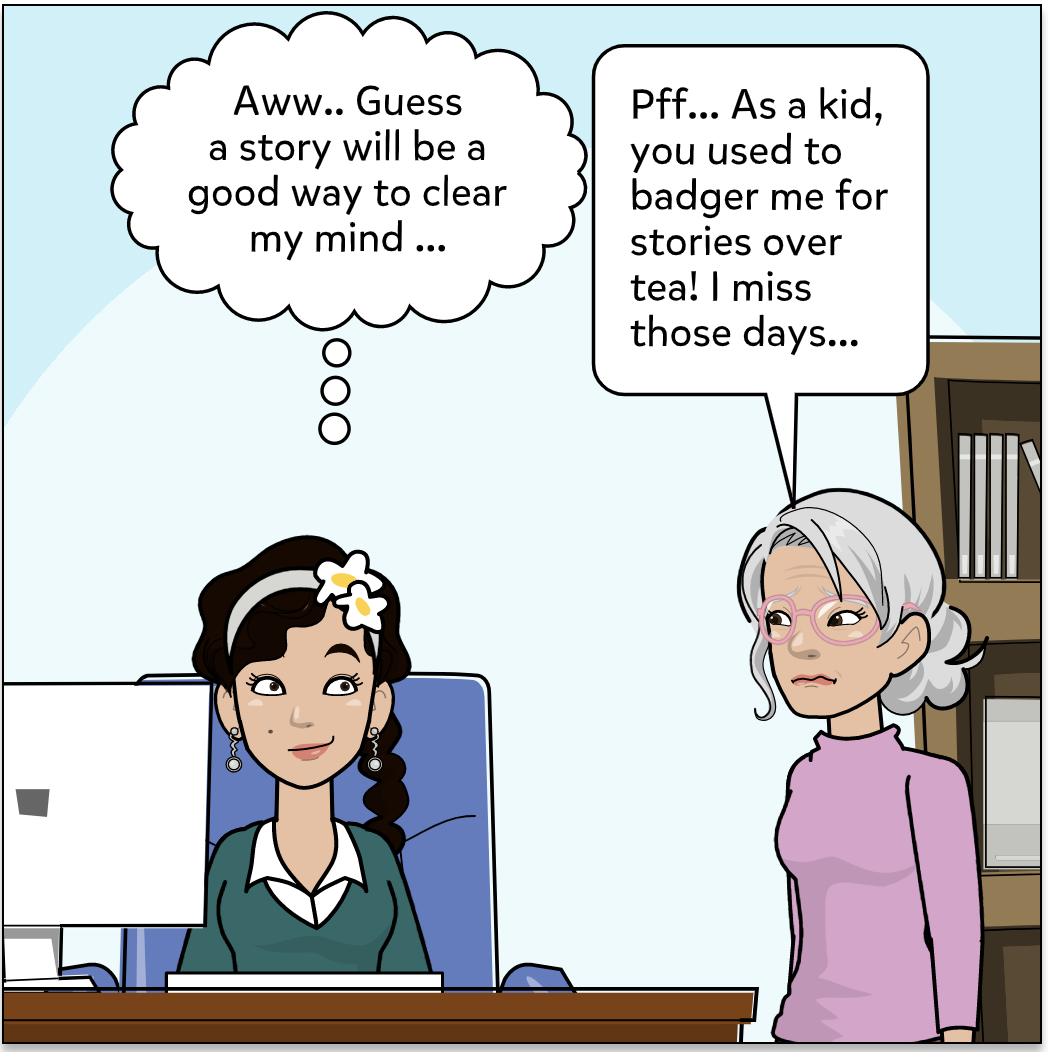 Aww.. Guess
a story will be a
good way to clear
my mind ...
Pff... As a kid,
you used to
badger me for
stories over
tea! I miss
those days...